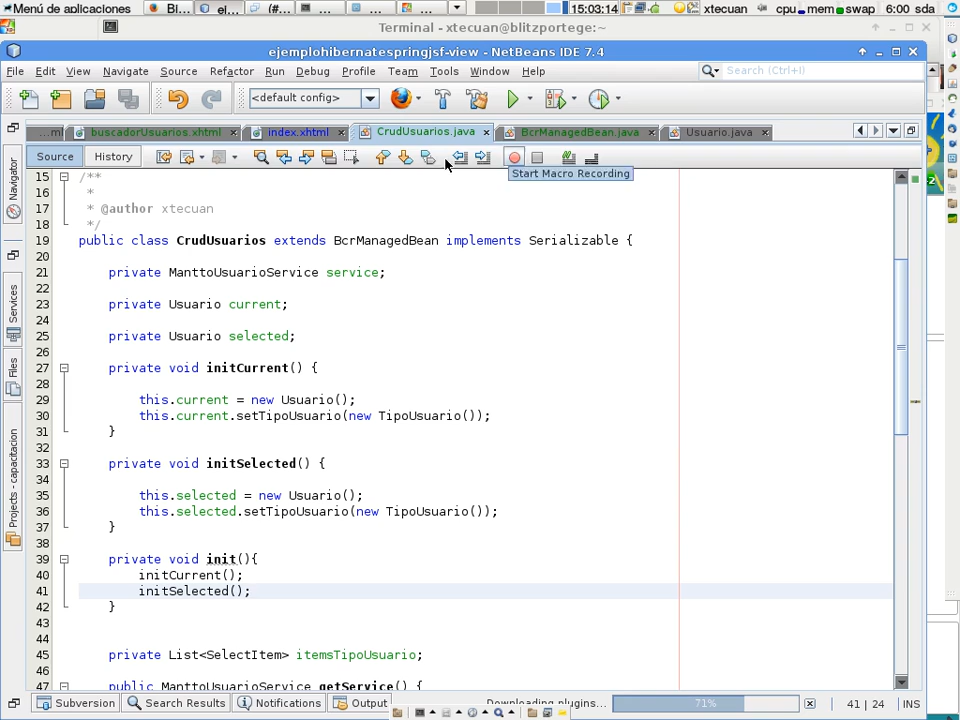 Menú de aplicaciones
Bl...
el...
(#...
...
...
...
15:03:14
xtecuan
cpu
mem
swap
6:00 sda
Terminal - xtecuan@blitzportege:~
ejemplohibernatespringjsf-view - NetBeans IDE 7.4
File Edit View Navigate Source Refactor Run Debug Profile Team Tools Window Help
Search (Ctrl+I)
<default config>
...ml
buscadorUsuarios.xhtml
index.xhtml
CrudUsuarios.java
BcrManagedBean.java
Usuario.java
Source History
Start Macro Recording
Navigator
Services
Files
Projects - capacitacion
15 /**
16 *
17 * @author xtecuan
18 */
19 public class CrudUsuarios extends BcrManagedBean implements Serializable {
20
21 private ManttoUsuarioService service;
22
23 private Usuario current;
24
25 private Usuario selected;
26
27 private void initCurrent() {
28
29 this.current = new Usuario();
30 this.current.setTipoUsuario(new TipoUsuario());
31 }
32
33 private void initSelected() {
34
35 this.selected = new Usuario();
36 this.selected.setTipoUsuario(new TipoUsuario());
37 }
38
39 private void init(){
40 initCurrent();
41 initSelected();
42 }
43
44
45 private List<SelectItem> itemsTipoUsuario;
46
47 public ManttoUsuarioService getService() {
Subversion
Search Results
Notifications
Output
Downloading plugins...
71%
41 | 24
INS